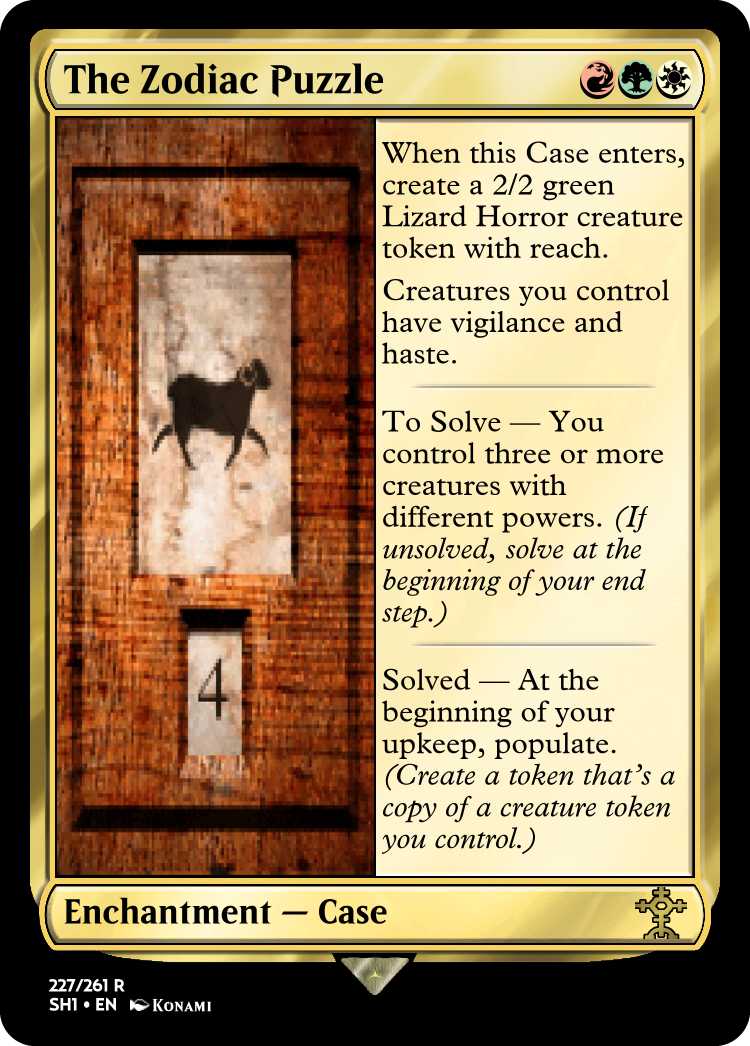 The Zodiac Puzzle
When this Case enters,
create a 2/2 green
Lizard Horror creature
token with reach.
Creatures you control
have vigilance and
haste.
To Solve — You
control three or more
creatures with
different powers. (If
unsolved, solve at the
beginning of your end
step.)
4
Solved — At the
beginning of your
upkeep, populate.
(Create a token that's a
copy of a creature token
you control.)
Enchantment — Case
227/261 R
SH1 • EN KONAMI